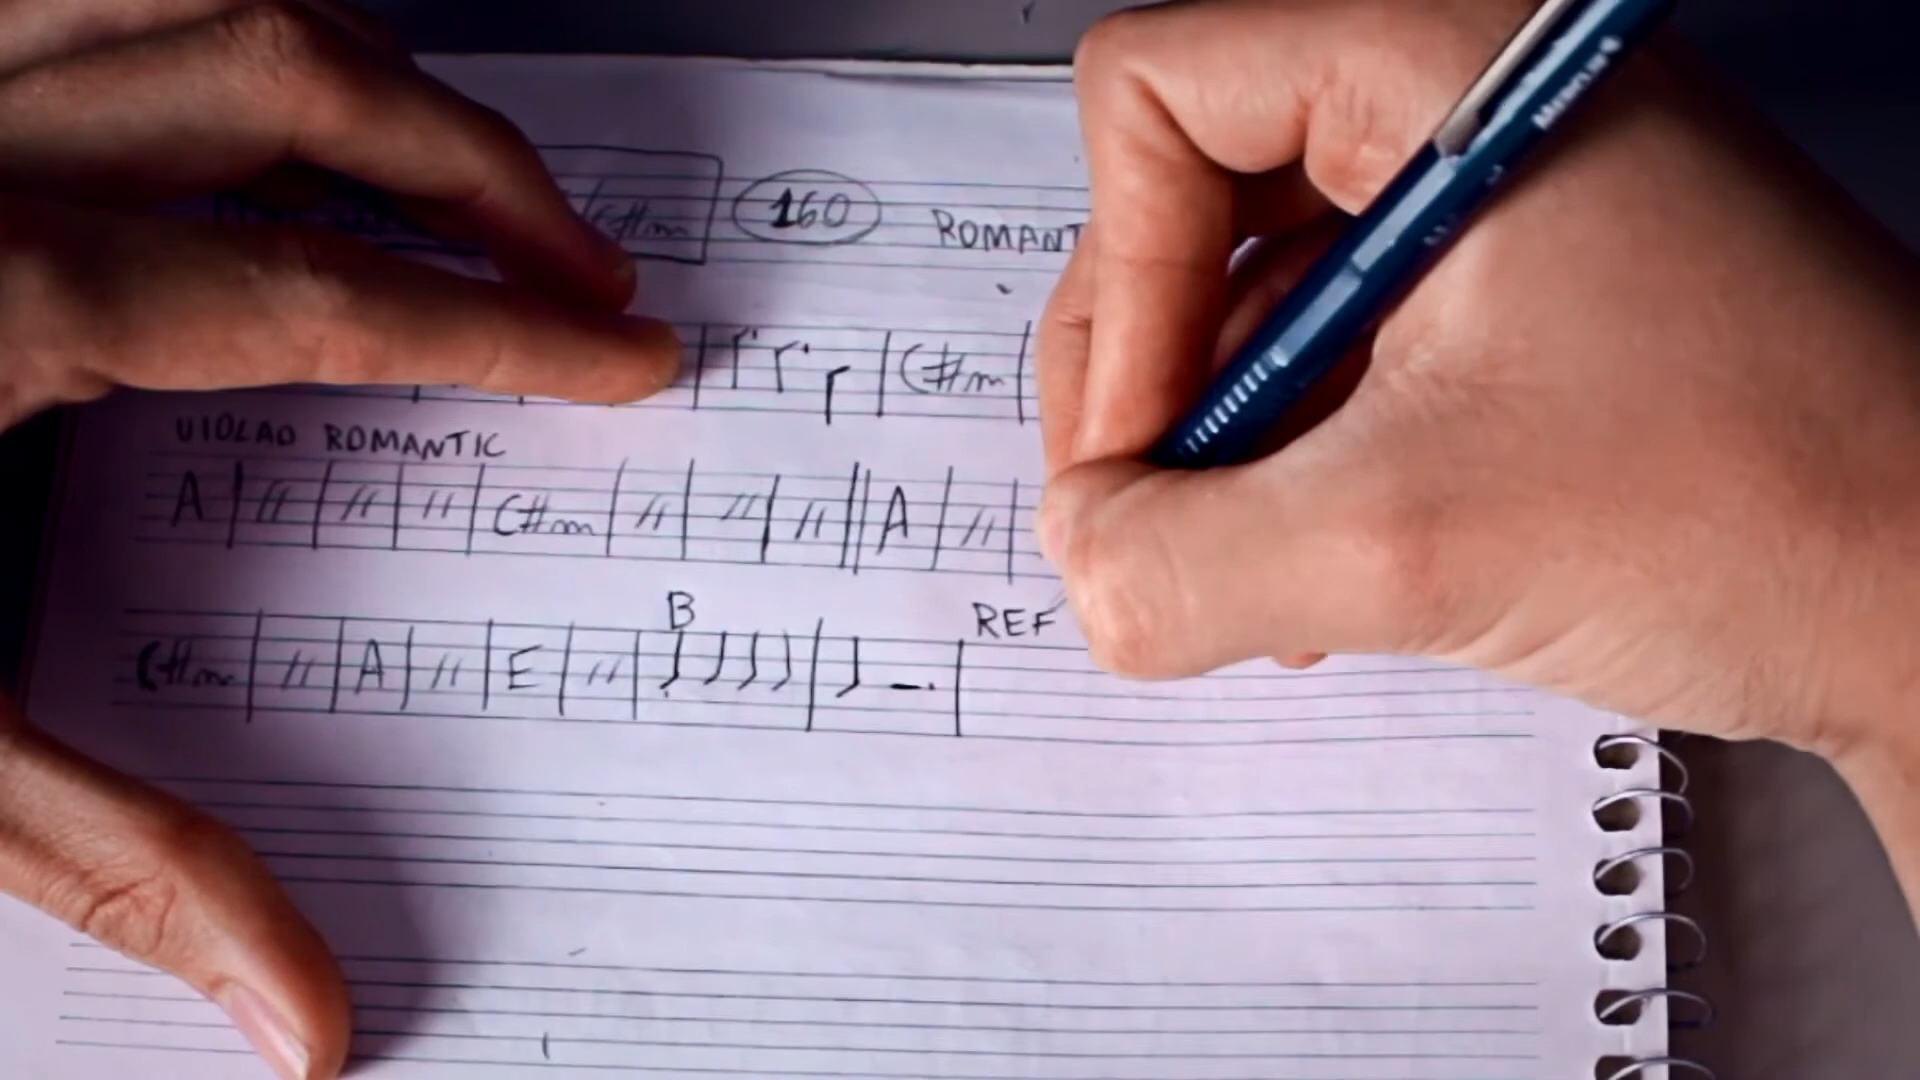 /C#m 160 ROMANT
C#m
VIOLAO ROMANTIC
A // // // C#m // // // A //
B REF
C#m // A // E //